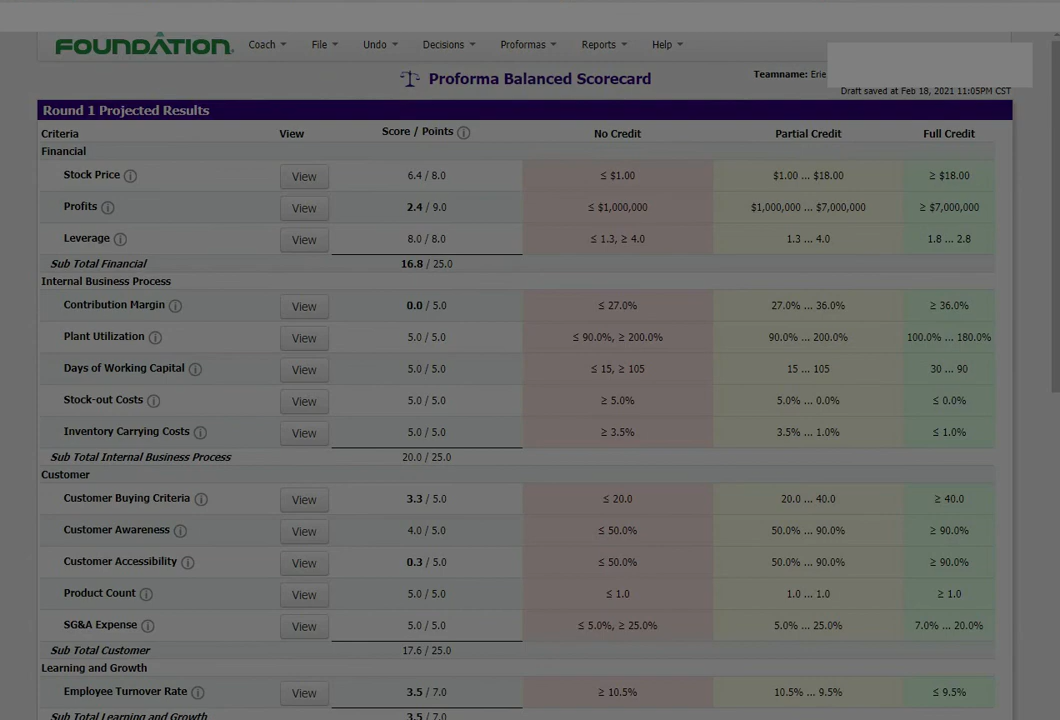 FOUNDATION Coach File Undo Decisions Proformas Reports Help
Proforma Balanced Scorecard Teamname: Erie
Draft saved at Feb 18, 2021 11:05PM CST
Round 1 Projected Results
Criteria View Score / Points No Credit Partial Credit Full Credit
Financial
Stock Price View 6.4 / 8.0 ≤ $1.00 $1.00 ... $18.00 ≥ $18.00
Profits View 2.4 / 9.0 ≤ $1,000,000 $1,000,000 ... $7,000,000 ≥ $7,000,000
Leverage View 8.0 / 8.0 ≤ 1.3, ≥ 4.0 1.3 ... 4.0 1.8 ... 2.8
Sub Total Financial 16.8 / 25.0
Internal Business Process
Contribution Margin View 0.0 / 5.0 ≤ 27.0% 27.0% ... 36.0% ≥ 36.0%
Plant Utilization View 5.0 / 5.0 ≤ 90.0%, ≥ 200.0% 90.0% ... 200.0% 100.0% ... 180.0%
Days of Working Capital View 5.0 / 5.0 ≤ 15, ≥ 105 15 ... 105 30 ... 90
Stock-out Costs View 5.0 / 5.0 ≥ 5.0% 5.0% ... 0.0% ≤ 0.0%
Inventory Carrying Costs View 5.0 / 5.0 ≥ 3.5% 3.5% ... 1.0% ≤ 1.0%
Sub Total Internal Business Process 20.0 / 25.0
Customer
Customer Buying Criteria View 3.3 / 5.0 ≤ 20.0 20.0 ... 40.0 ≥ 40.0
Customer Awareness View 4.0 / 5.0 ≤ 50.0% 50.0% ... 90.0% ≥ 90.0%
Customer Accessibility View 0.3 / 5.0 ≤ 50.0% 50.0% ... 90.0% ≥ 90.0%
Product Count View 5.0 / 5.0 ≤ 1.0 1.0 ... 1.0 ≥ 1.0
SG&A Expense View 5.0 / 5.0 ≤ 5.0%, ≥ 25.0% 5.0% ... 25.0% 7.0% ... 20.0%
Sub Total Customer 17.6 / 25.0
Learning and Growth
Employee Turnover Rate View 3.5 / 7.0 ≥ 10.5% 10.5% ... 9.5% ≤ 9.5%
Sub Total Learning and Growth 3.5 / 7.0